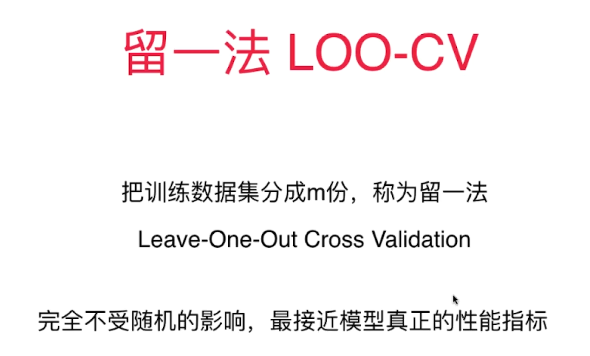 留一法 LOO-CV
把训练数据集分成m份，称为留一法
Leave-One-Out Cross Validation
完全不受随机的影响，最接近模型真正的性能指标